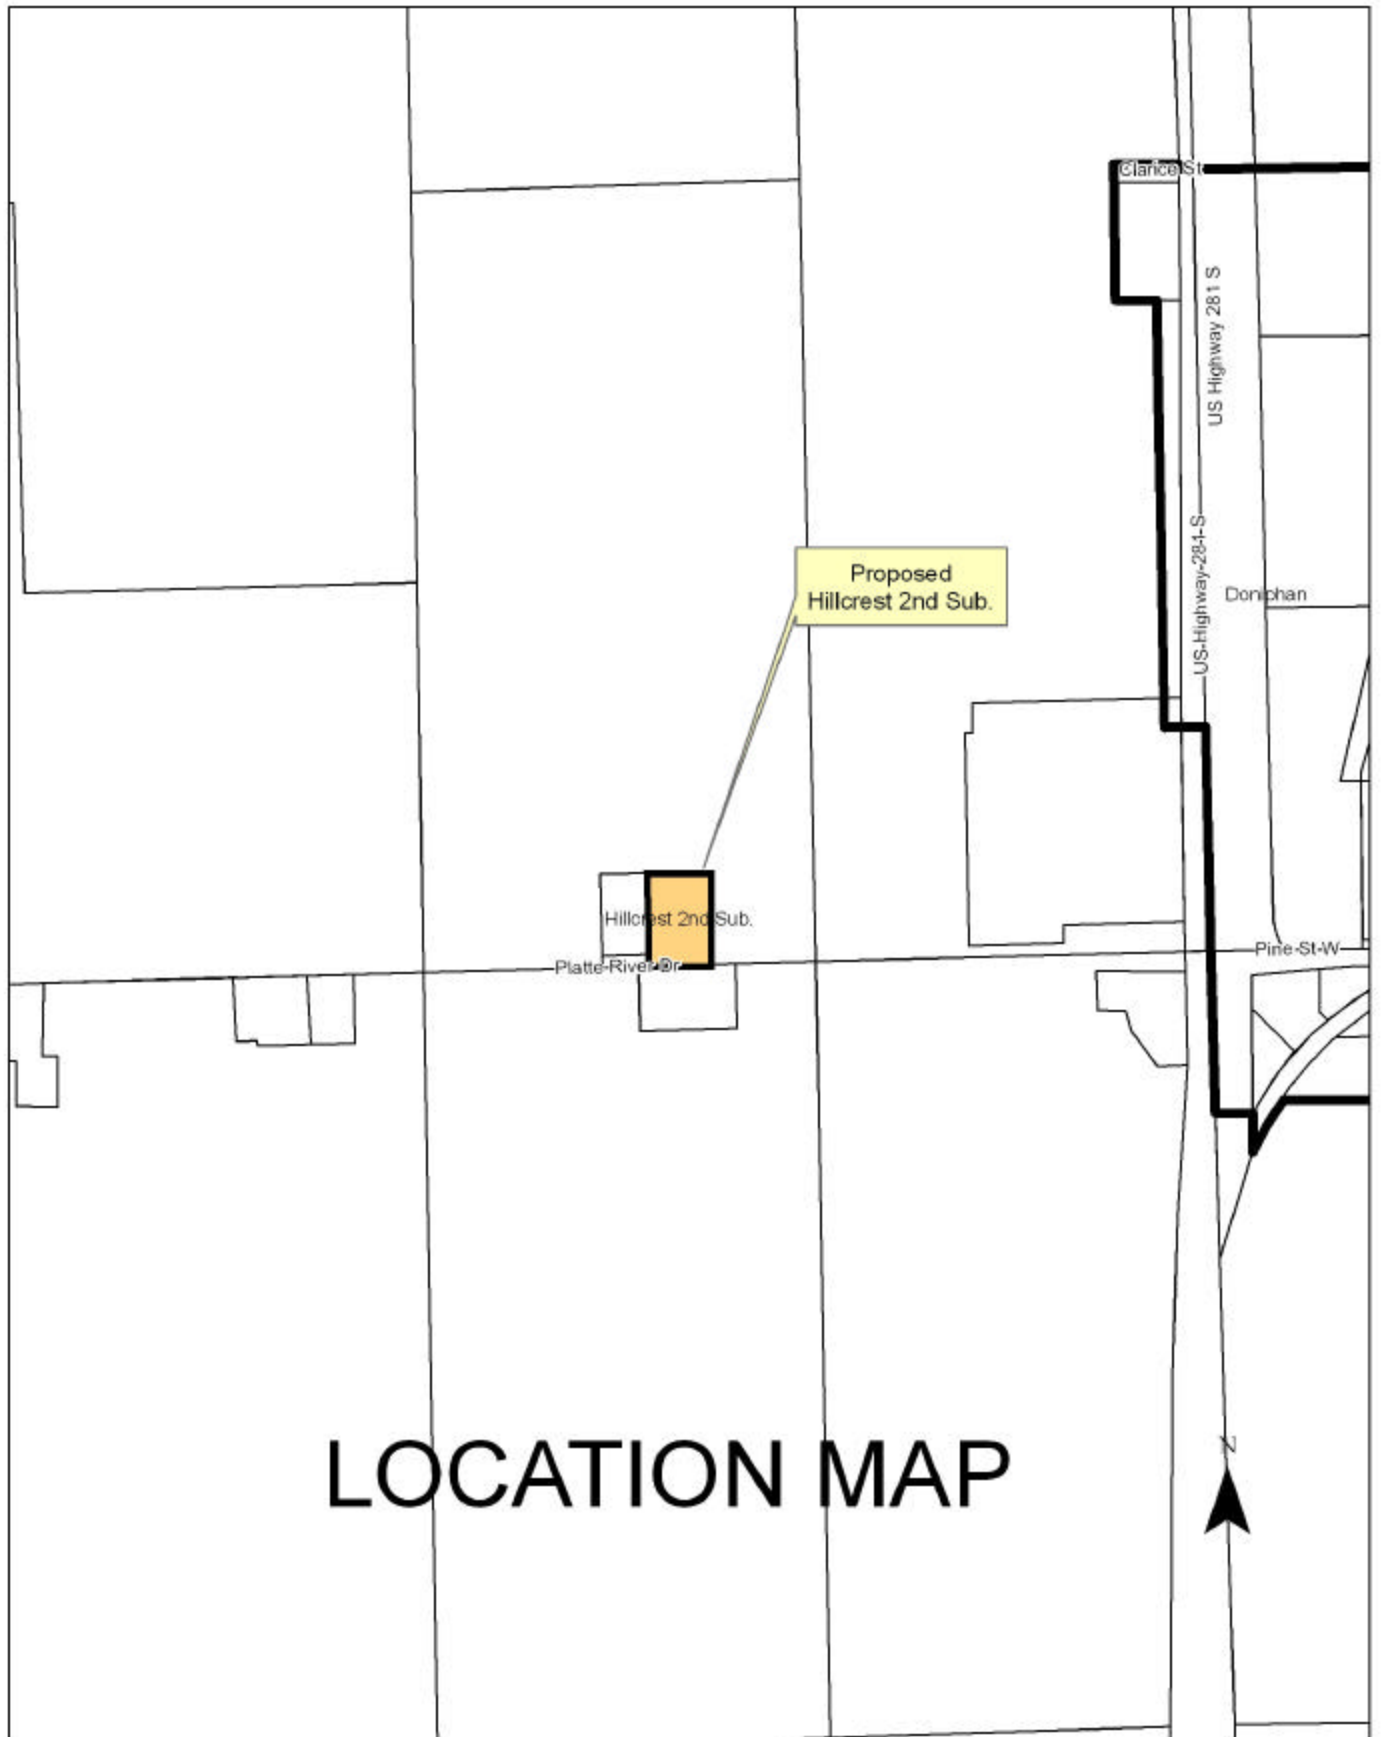 Clarice St
US Highway 281 S
US-Highway-281-S
Proposed
Hillcrest 2nd Sub.
Doniphan
Hillcrest 2nd Sub.
Pine-St-W
Platte-River Dr
LOCATION MAP
N